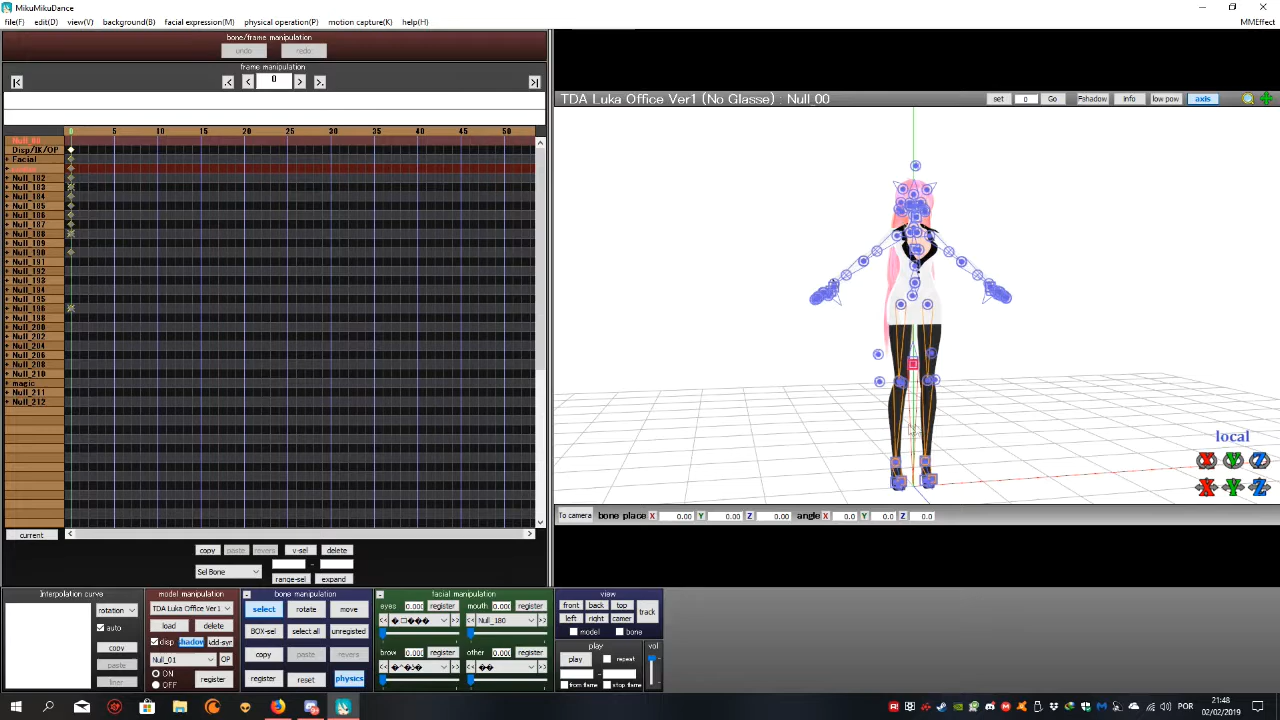 MikuMikuDance
file(F) edit(D) view(V) background(B) facial expression(M) physical operation(P) motion capture(K) help(H)
MMEffect
bone/frame manipulation
undo redo
frame manipulation
|< .< < 0 > >. >|
0 5 10 15 20 25 30 35 40 45 50
Null_00
Disp/IK/OP
+ Facial
+ Null_182
+ Null_183
+ Null_184
+ Null_185
+ Null_186
+ Null_187
+ Null_188
+ Null_189
+ Null_190
+ Null_191
+ Null_192
+ Null_193
+ Null_194
+ Null_195
+ Null_196
+ Null_198
+ Null_200
+ Null_202
+ Null_204
+ Null_206
+ Null_208
+ Null_210
+ magic
+ Null_211
+ Null_212
current
copy paste revers v-sel delete
Sel Bone - range-sel expand
TDA Luka Office Ver1 (No Glasse) : Null_00
set 0 Go Fshadow info low pow axis
local
X Y Z
X Y Z
To camera bone place X 0.00 Y 0.00 Z 0.00 angle X 0.0 Y 0.0 Z 0.0
Interpolation curve
rotation
auto
copy
paste
liner
model manipulation
TDA Luka Office Ver1
load delete
disp shadow add-syn
Null_01 OP
ON
OFF
register
- bone manipulation
select rotate move
BOX-sel select all unregisted
copy paste revers
register reset physics
- facial manipulation
eyes 0.000 register mouth 0.000 register
<< >> << Null_180 >>
brow 0.000 register other 0.000 register
<< >> << >>
view
front back top
left right camer
track
model bone
play
play repeat
-
from flame stop flame
vol
POR
21:48
02/02/2019